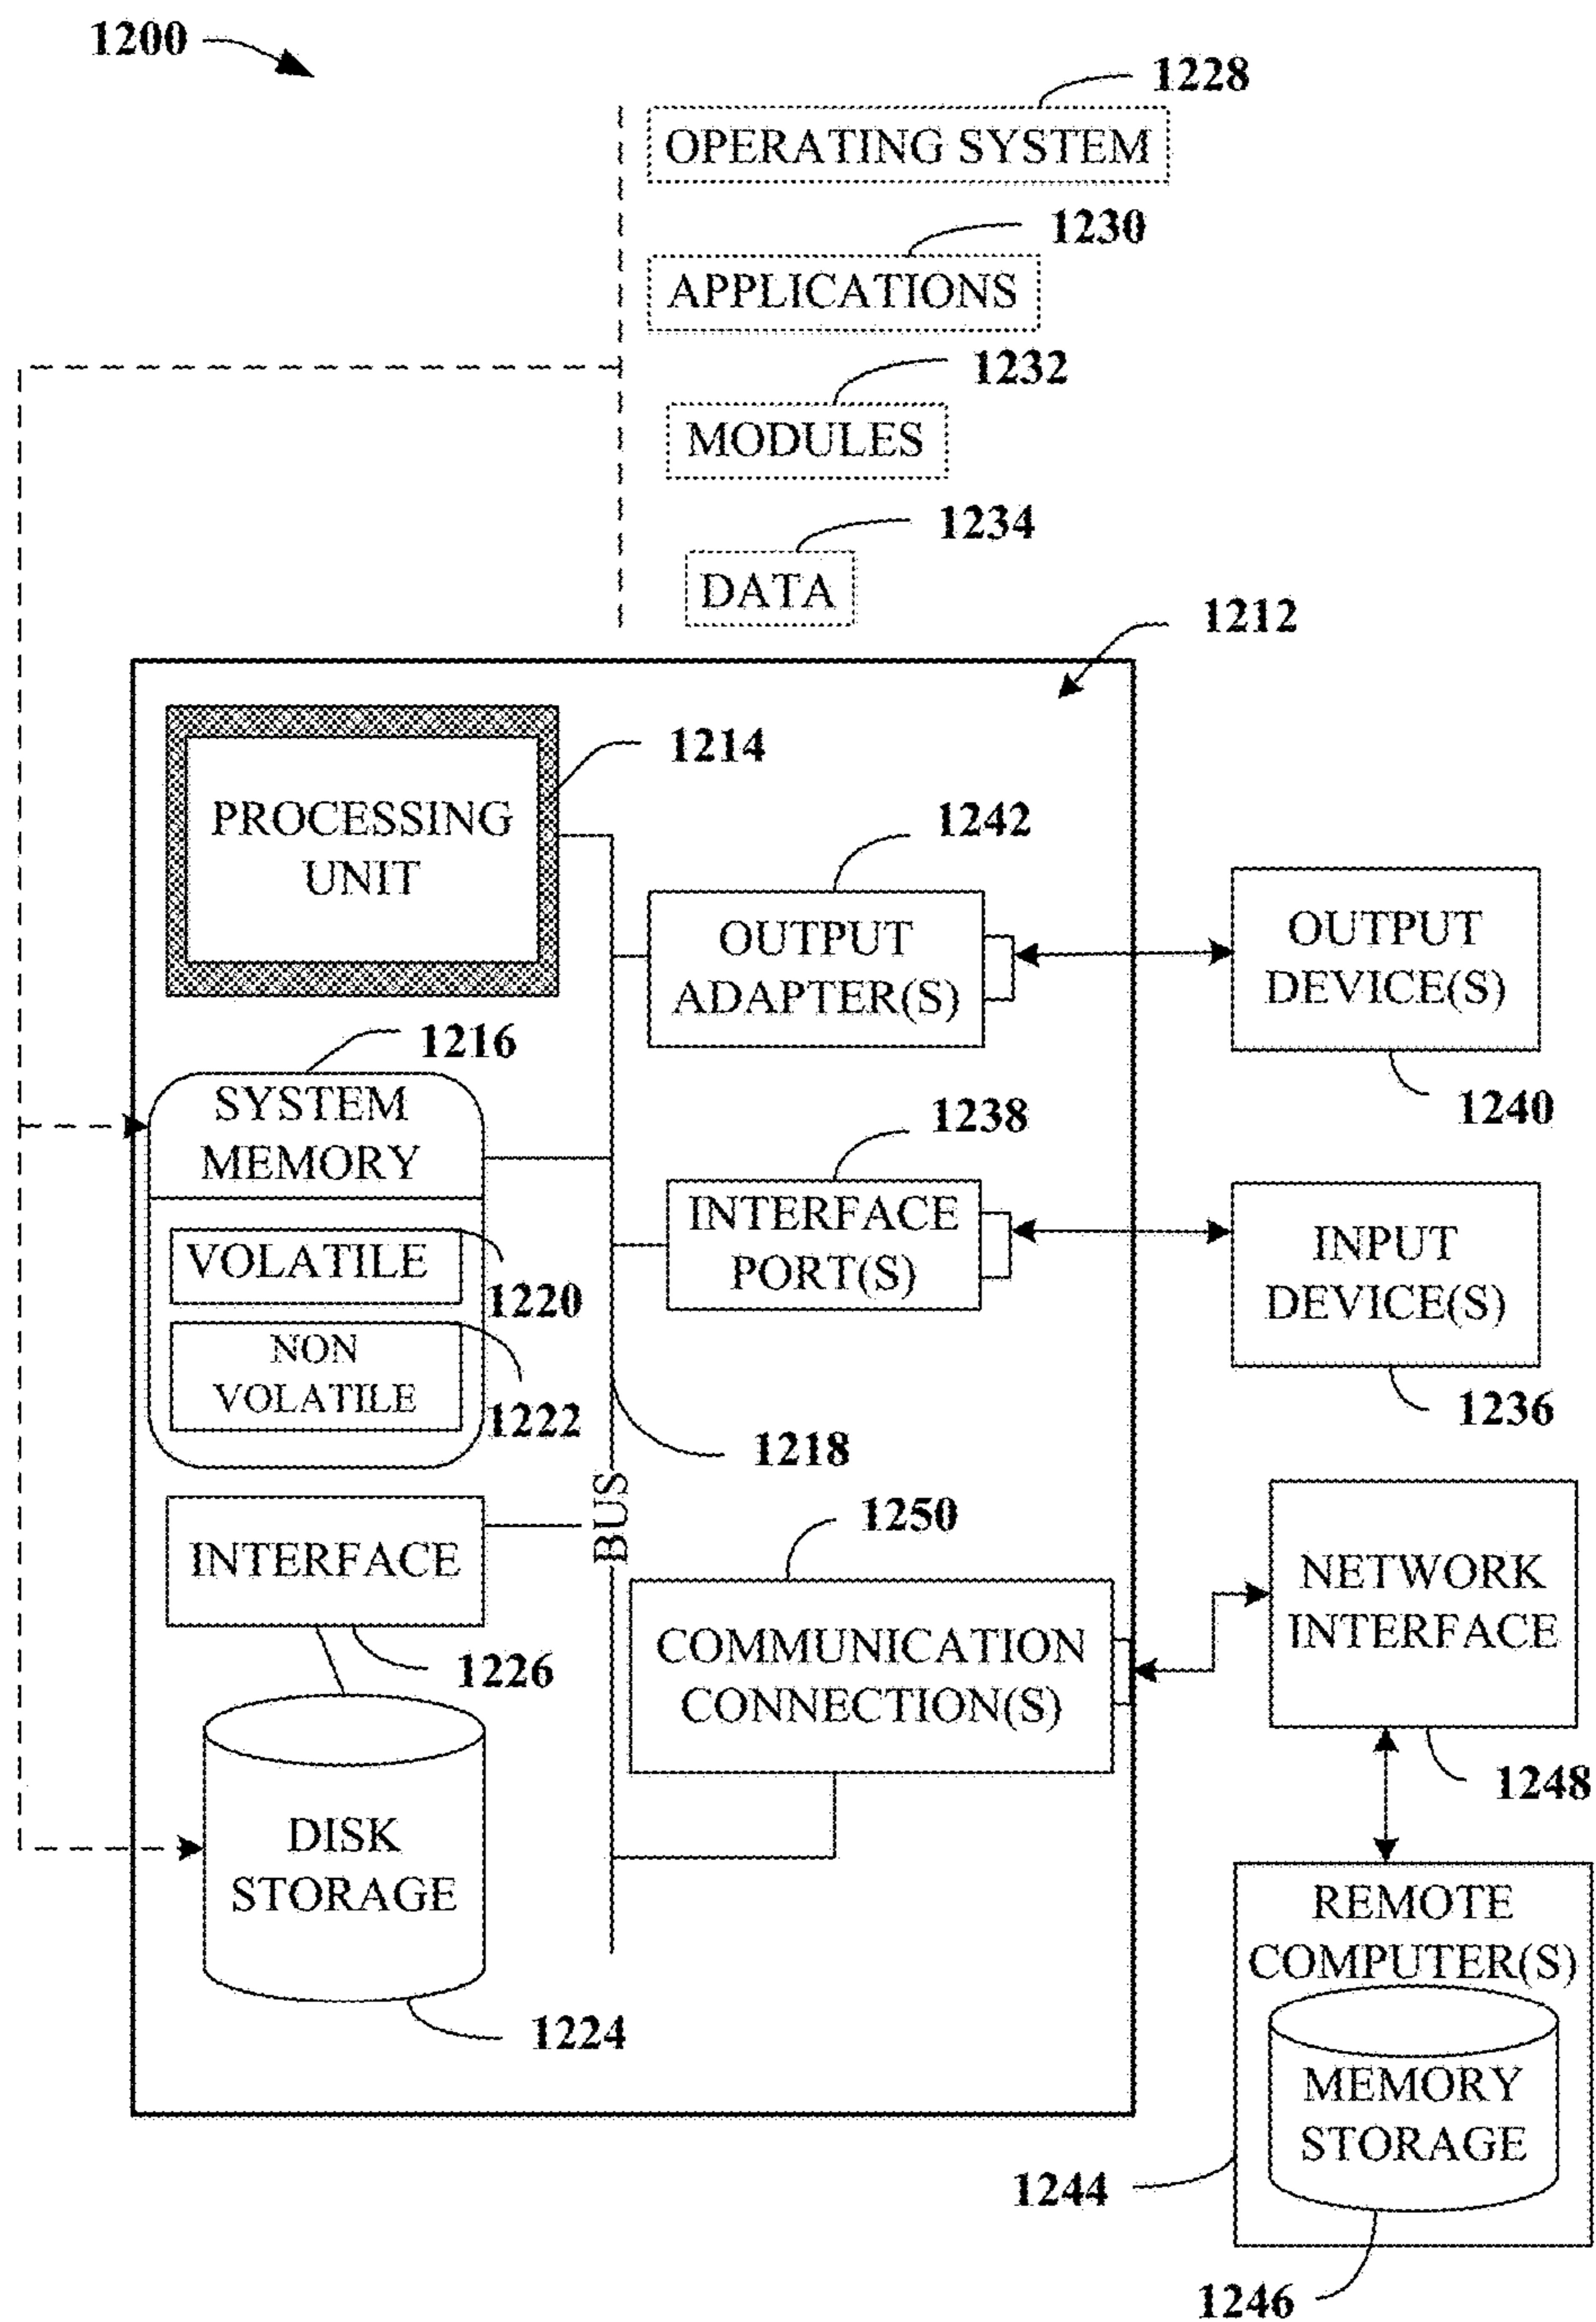 1200
1228
OPERATING SYSTEM
1230
APPLICATIONS
1232
MODULES
1234
DATA
1212
1214
PROCESSING
UNIT
1242
OUTPUT
ADAPTER(S)
OUTPUT
DEVICE(S)
1240
1216
SYSTEM
MEMORY
VOLATILE
1220
NON
VOLATILE
1222
1238
INTERFACE
PORT(S)
INPUT
DEVICE(S)
1236
1218
BUS
INTERFACE
1226
1250
COMMUNICATION
CONNECTION(S)
NETWORK
INTERFACE
1248
DISK
STORAGE
1224
REMOTE
COMPUTER(S)
MEMORY
STORAGE
1244
1246